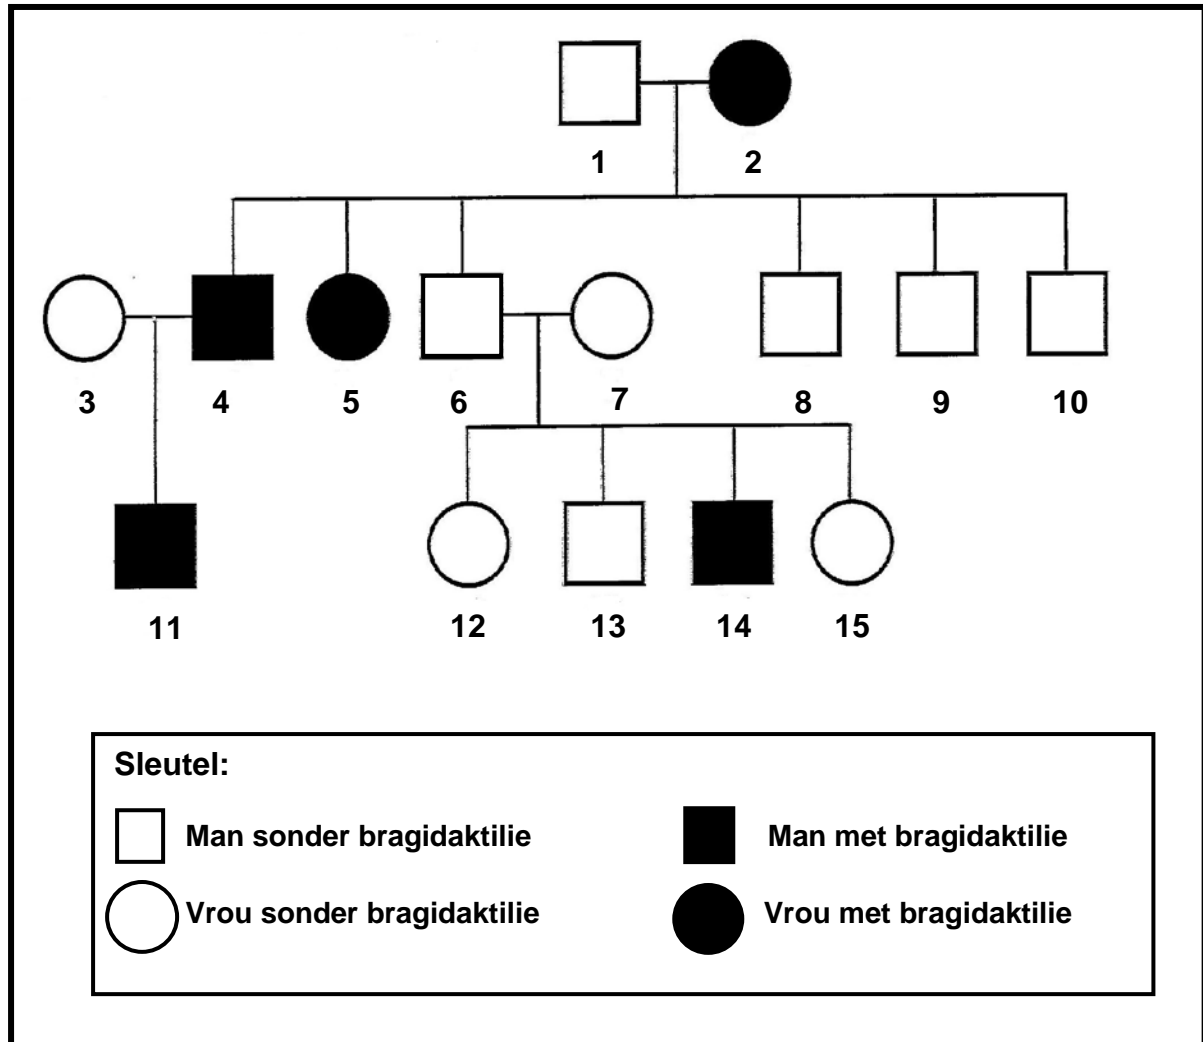 1 2
3 4 5 6 7 8 9 10
11 12 13 14 15
Sleutel:
Man sonder bragidaktilie Man met bragidaktilie
Vrou sonder bragidaktilie Vrou met bragidaktilie